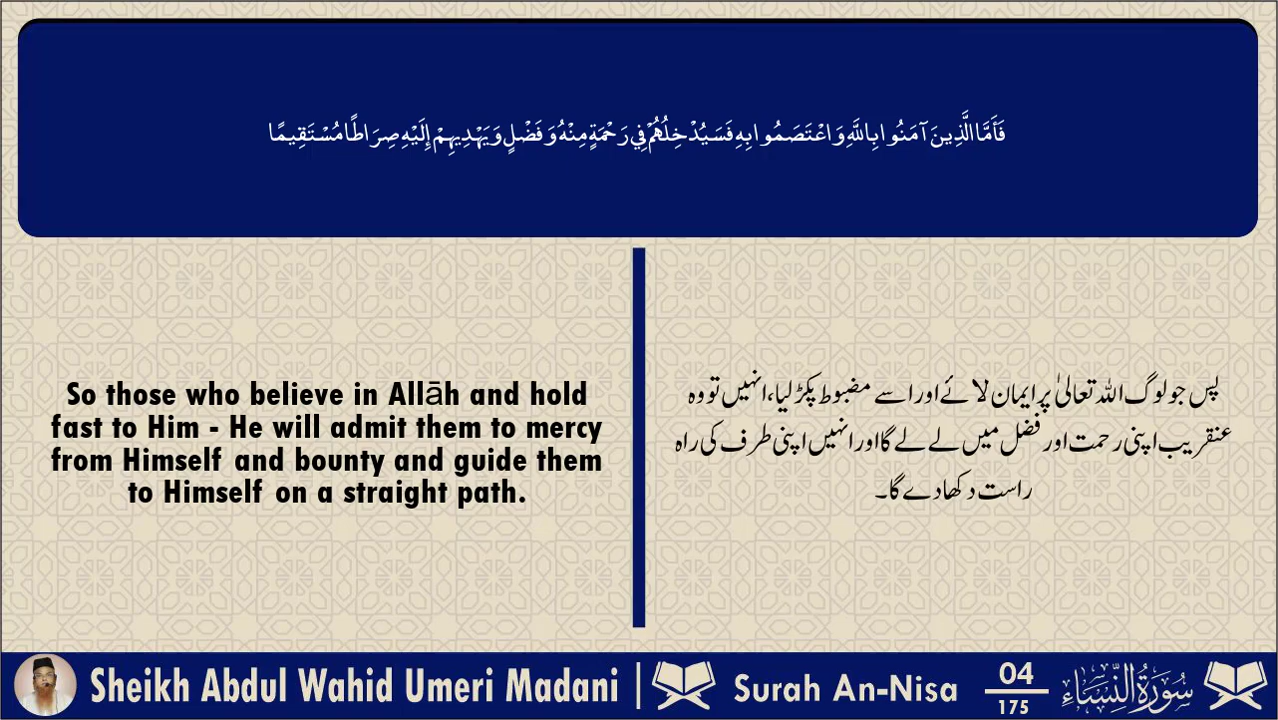 فَأَمَّا الَّذِينَ آمَنُوا بِاللَّهِ وَاعْتَصَمُوا بِهِ فَسَيُدْخِلُهُمْ فِي رَحْمَةٍ مِنْهُ وَفَضْلٍ وَيَهْدِيهِمْ إِلَيْهِ صِرَاطًا مُسْتَقِيمًا
So those who believe in Allāh and hold
fast to Him - He will admit them to mercy
from Himself and bounty and guide them
to Himself on a straight path.
پس جو لوگ اللہ تعالیٰ پر ایمان لائے اور اسے مضبوط پکڑ لیا، انہیں تو وہ
عنقریب اپنی رحمت اور فضل میں لے لے گا اور انہیں اپنی طرف کی راہ
راست دکھا دے گا۔
Sheikh Abdul Wahid Umeri Madani | Surah An-Nisa
04
175
سُورَةُ النِّسَاء